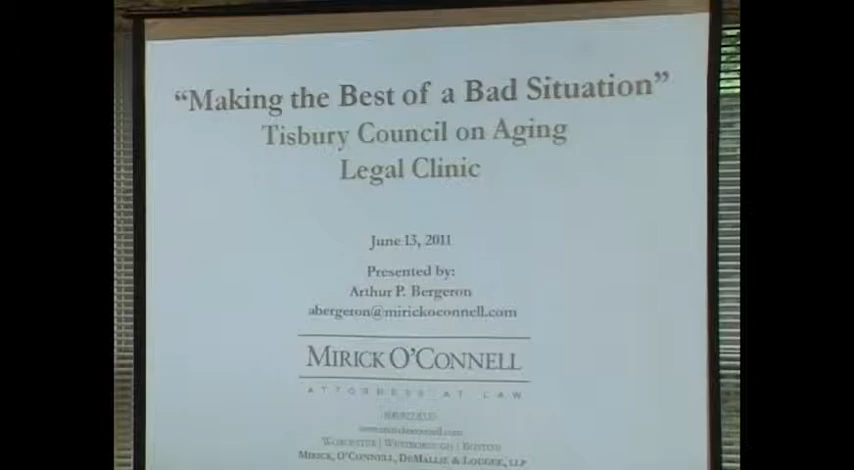 “Making the Best of a Bad Situation”
Tisbury Council on Aging
Legal Clinic
June 13, 2011
Presented by:
Arthur P. Bergeron
abergeron@mirickoconnell.com
MIRICK O’CONNELL
ATTORNEYS AT LAW
WORCESTER | WESTBOROUGH | BOSTON
MIRICK, O’CONNELL, DEMALLIE & LOUGEE, LLP